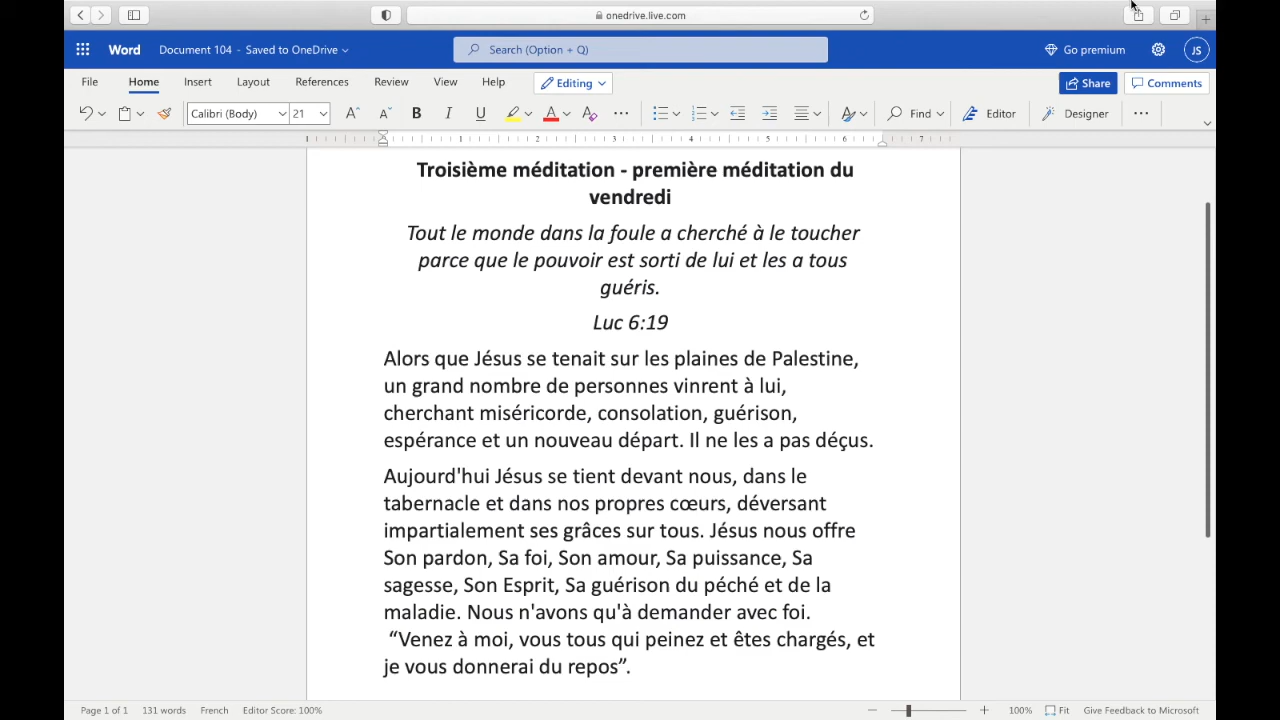 onedrive.live.com
Word Document 104 - Saved to OneDrive Search (Option + Q) Go premium JS
File Home Insert Layout References Review View Help Editing Share Comments
Calibri (Body) 21 A A B I U A A Find Editor Designer
1 1 2 3 4 5 6 7
Troisième méditation - première méditation du
vendredi
Tout le monde dans la foule a cherché à le toucher
parce que le pouvoir est sorti de lui et les a tous
guéris.
Luc 6:19
Alors que Jésus se tenait sur les plaines de Palestine,
un grand nombre de personnes vinrent à lui,
cherchant miséricorde, consolation, guérison,
espérance et un nouveau départ. Il ne les a pas déçus.
Aujourd'hui Jésus se tient devant nous, dans le
tabernacle et dans nos propres cœurs, déversant
impartialement ses grâces sur tous. Jésus nous offre
Son pardon, Sa foi, Son amour, Sa puissance, Sa
sagesse, Son Esprit, Sa guérison du péché et de la
maladie. Nous n'avons qu'à demander avec foi.
“Venez à moi, vous tous qui peinez et êtes chargés, et
je vous donnerai du repos”.
Page 1 of 1 131 words French Editor Score: 100% 100% Fit Give Feedback to Microsoft